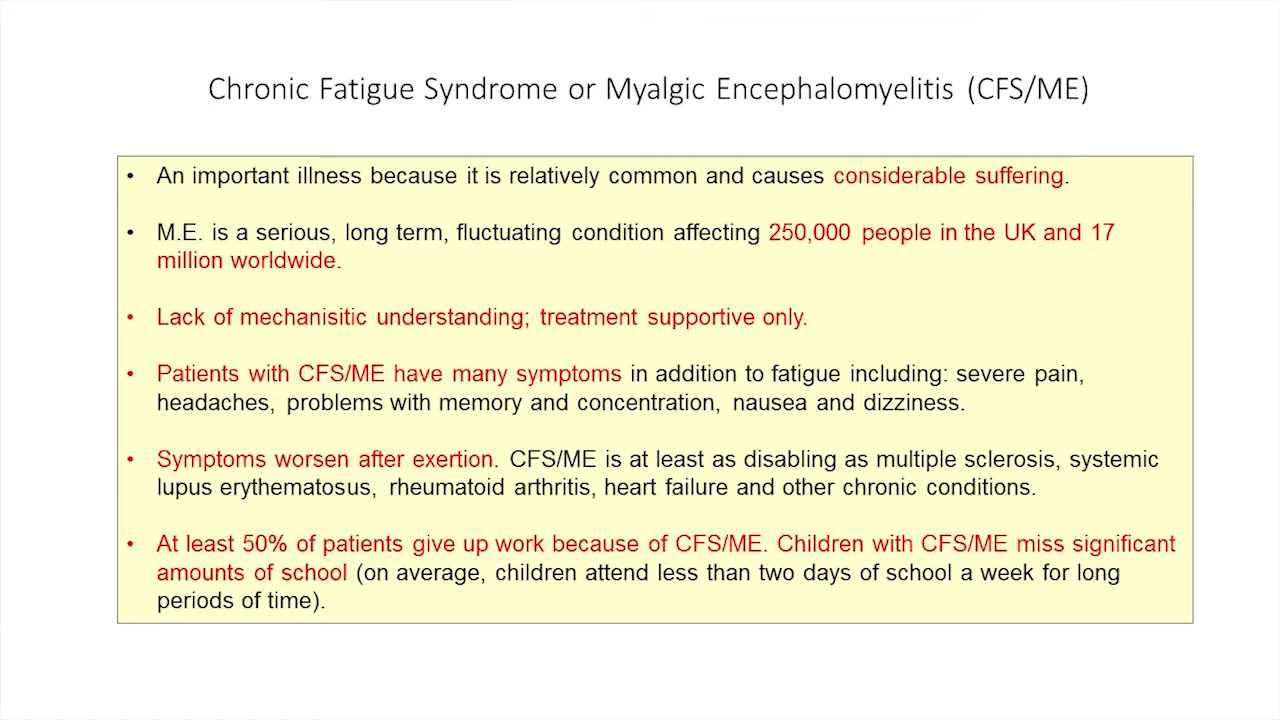 Chronic Fatigue Syndrome or Myalgic Encephalomyelitis (CFS/ME)
• An important illness because it is relatively common and causes considerable suffering.
• M.E. is a serious, long term, fluctuating condition affecting 250,000 people in the UK and 17
million worldwide.
• Lack of mechanisitic understanding; treatment supportive only.
• Patients with CFS/ME have many symptoms in addition to fatigue including: severe pain,
headaches, problems with memory and concentration, nausea and dizziness.
• Symptoms worsen after exertion. CFS/ME is at least as disabling as multiple sclerosis, systemic
lupus erythematosus, rheumatoid arthritis, heart failure and other chronic conditions.
• At least 50% of patients give up work because of CFS/ME. Children with CFS/ME miss significant
amounts of school (on average, children attend less than two days of school a week for long
periods of time).